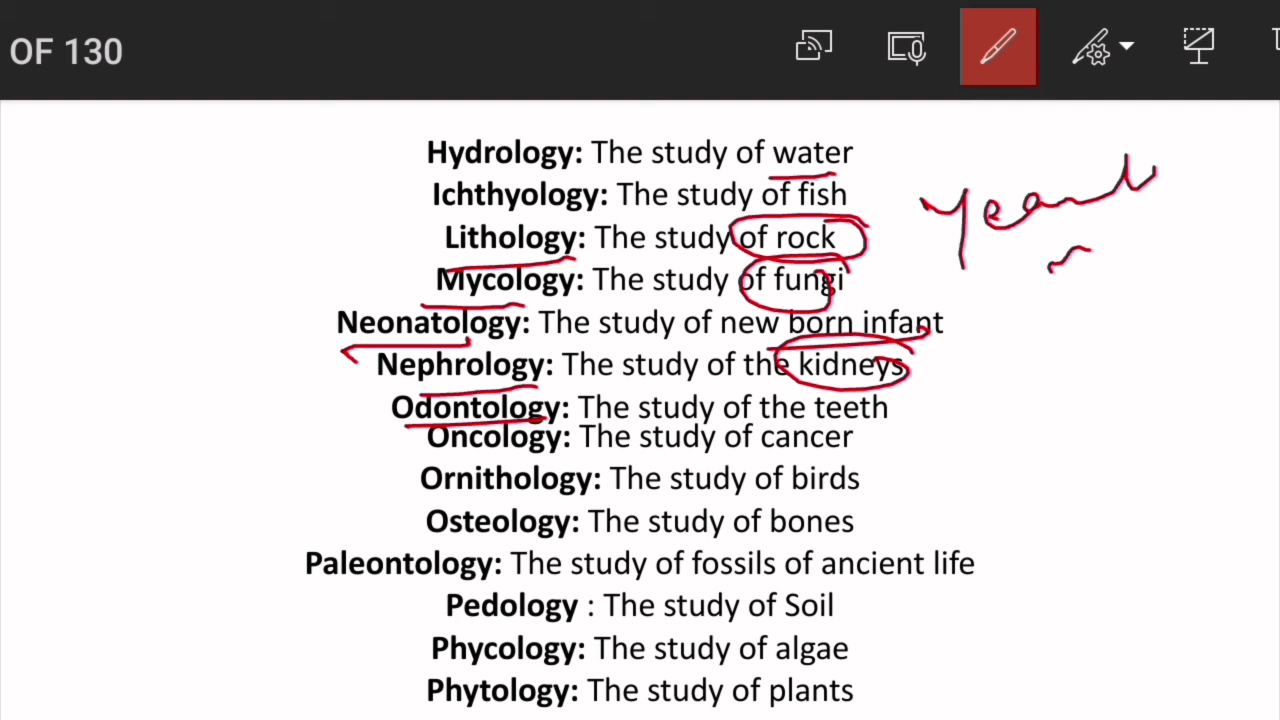 OF 130
Hydrology: The study of water
Ichthyology: The study of fish
Lithology: The study of rock
Mycology: The study of fungi
Neonatology: The study of new born infant
Nephrology: The study of the kidneys
Odontology: The study of the teeth
Oncology: The study of cancer
Ornithology: The study of birds
Osteology: The study of bones
Paleontology: The study of fossils of ancient life
Pedology : The study of Soil
Phycology: The study of algae
Phytology: The study of plants